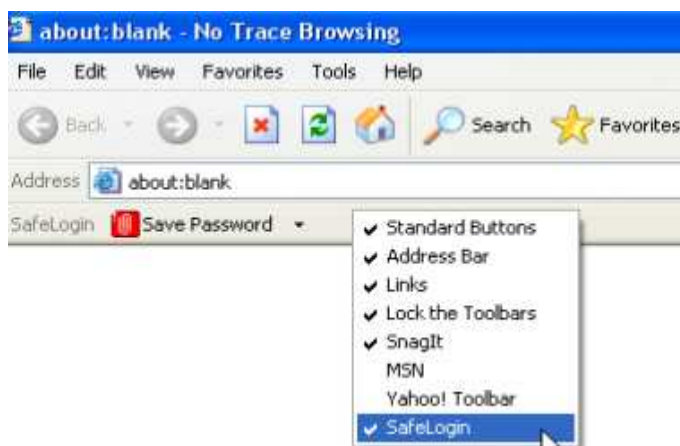 about:blank - No Trace Browsing
File Edit View Favorites Tools Help
Back Search Favorites
Address about:blank
SafeLogin Save Password
Standard Buttons
Address Bar
Links
Lock the Toolbars
SnagIt
MSN
Yahoo! Toolbar
SafeLogin